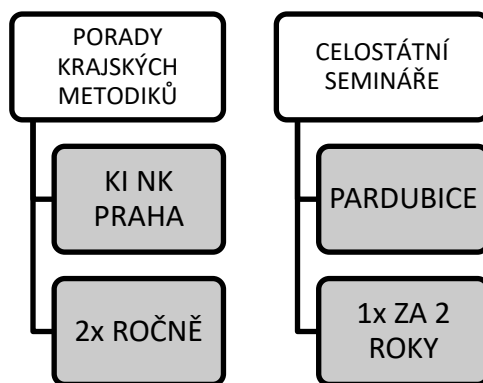 PORADY
KRAJSKÝCH
METODIKŮ
KI NK
PRAHA
2x ROČNĚ
CELOSTÁTNÍ
SEMINÁŘE
PARDUBICE
1x ZA 2
ROKY